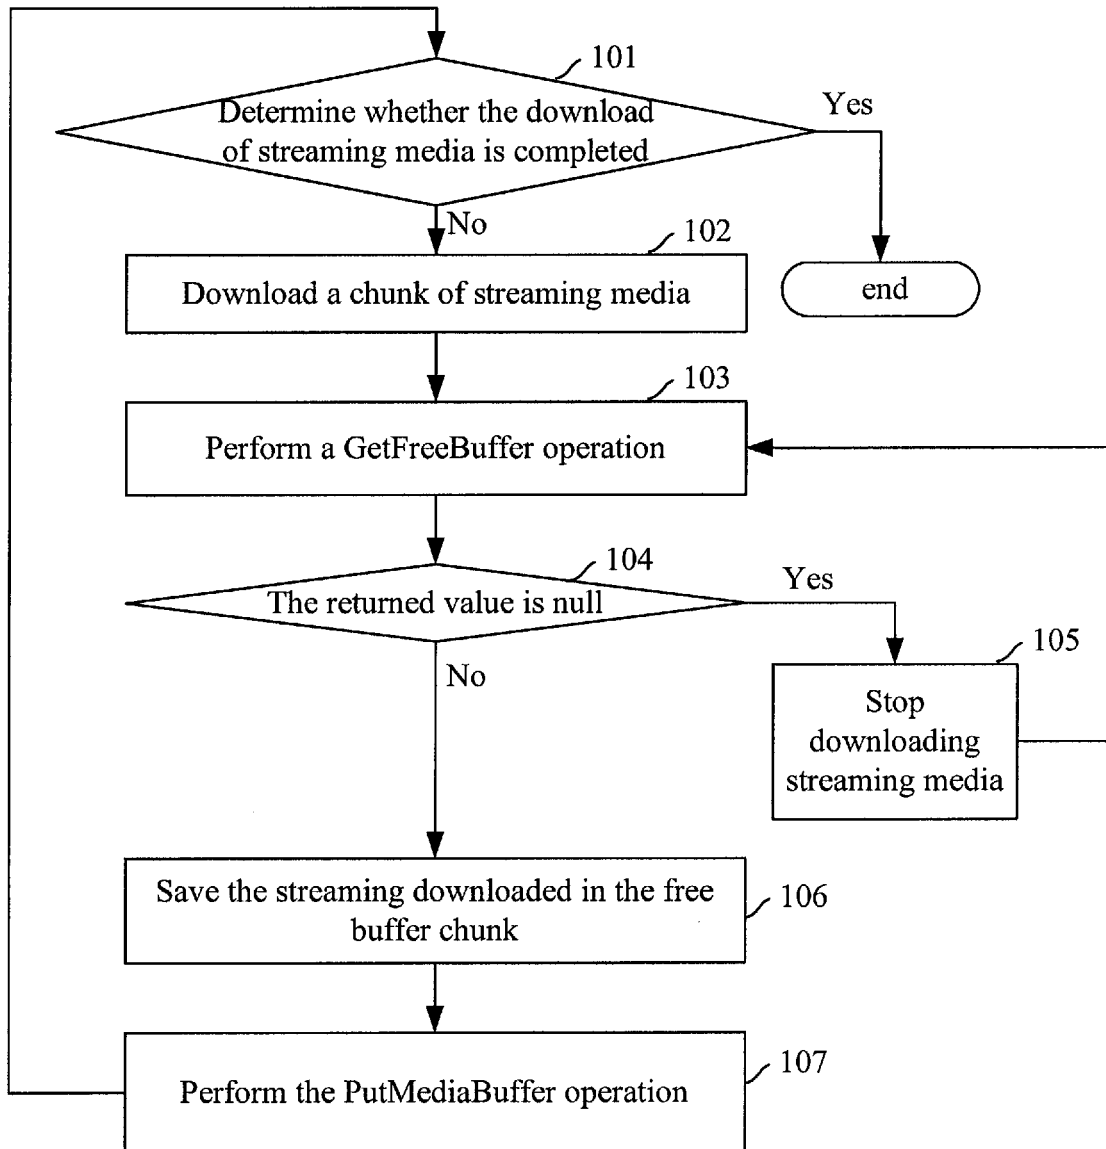 101
Determine whether the download
of streaming media is completed
Yes
No
102
Download a chunk of streaming media
end
103
Perform a GetFreeBuffer operation
104
The returned value is null
Yes
No
105
Stop
downloading
streaming media
Save the streaming downloaded in the free
buffer chunk
106
Perform the PutMediaBuffer operation
107